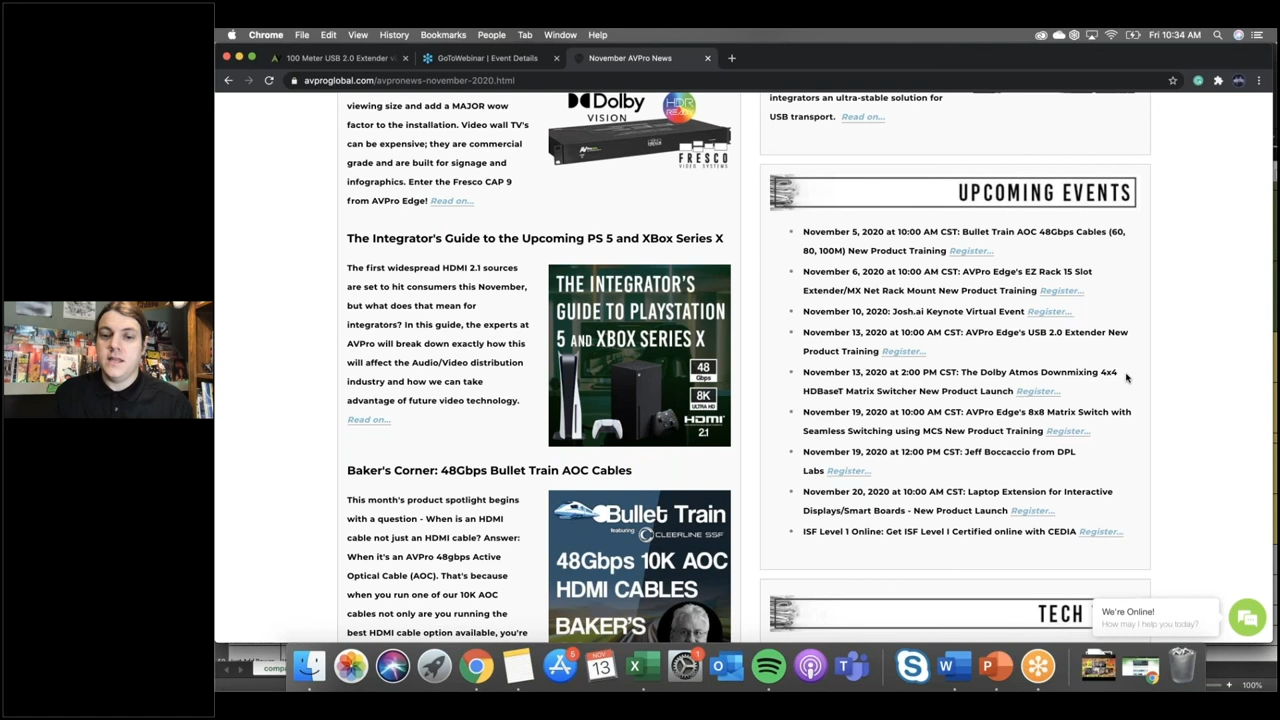 Chrome File Edit View History Bookmarks People Tab Window Help
Fri 10:34 AM
100 Meter USB 2.0 Extender
GoToWebinar | Event Details
November AVPro News
avproglobal.com/avpronews-november-2020.html
viewing size and add a MAJOR wow
factor to the installation. Video wall TV's
can be expensive; they are commercial
grade and are built for signage and
infographics. Enter the Fresco CAP 9
from AVPro Edge! Read on...
Dolby
VISION
HDR
FRESCO
VIDEO SYSTEMS
The Integrator's Guide to the Upcoming PS 5 and XBox Series X
The first widespread HDMI 2.1 sources
are set to hit consumers this November,
but what does that mean for
integrators? In this guide, the experts at
AVPro will break down exactly how this
will affect the Audio/Video distribution
industry and how we can take
advantage of future video technology.
Read on...
THE INTEGRATOR'S
GUIDE TO PLAYSTATION
5 AND XBOX SERIES X
48
Gbps
8K
ULTRA HD
HDMI
2.1
Baker's Corner: 48Gbps Bullet Train AOC Cables
This month's product spotlight begins
with a question - When is an HDMI
cable not just an HDMI cable? Answer:
When it's an AVPro 48gbps Active
Optical Cable (AOC). That's because
when you run one of our 10K AOC
cables not only are you running the
best HDMI cable option available, you're
Bullet Train
featuring CLEERLINE SSF
48Gbps 10K AOC
HDMI CABLES
BAKER'S
integrators an ultra-stable solution for
USB transport. Read on...
UPCOMING EVENTS
November 5, 2020 at 10:00 AM CST: Bullet Train AOC 48Gbps Cables (60,
80, 100M) New Product Training Register...
November 6, 2020 at 10:00 AM CST: AVPro Edge's EZ Rack 15 Slot
Extender/MX Net Rack Mount New Product Training Register...
November 10, 2020: Josh.ai Keynote Virtual Event Register...
November 13, 2020 at 10:00 AM CST: AVPro Edge's USB 2.0 Extender New
Product Training Register...
November 13, 2020 at 2:00 PM CST: The Dolby Atmos Downmixing 4x4
HDBaseT Matrix Switcher New Product Launch Register...
November 19, 2020 at 10:00 AM CST: AVPro Edge's 8x8 Matrix Switch with
Seamless Switching using MCS New Product Training Register...
November 19, 2020 at 12:00 PM CST: Jeff Boccaccio from DPL
Labs Register...
November 20, 2020 at 10:00 AM CST: Laptop Extension for Interactive
Displays/Smart Boards - New Product Launch Register...
ISF Level 1 Online: Get ISF Level I Certified online with CEDIA Register...
TECH
We're Online!
How may I help you today?
NOV
13
5
1
100%